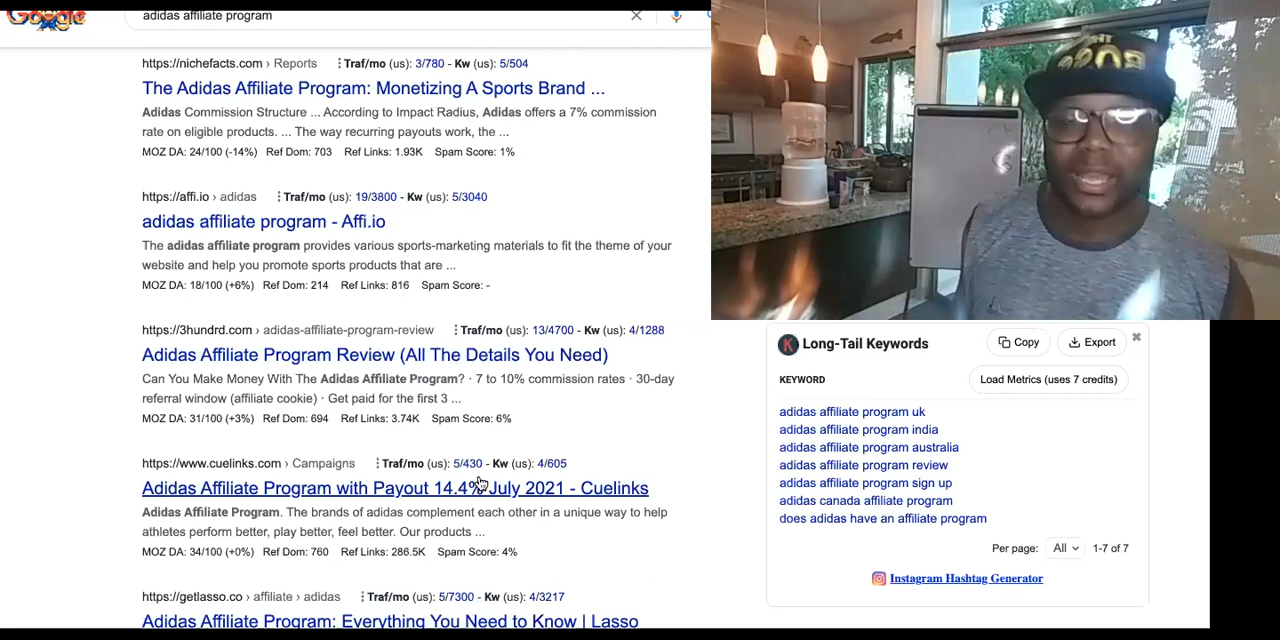 Google
adidas affiliate program
https://nichefacts.com › Reports Traf/mo (us): 3/780 - Kw (us): 5/504
The Adidas Affiliate Program: Monetizing A Sports Brand ...
Adidas Commission Structure ... According to Impact Radius, Adidas offers a 7% commission
rate on eligible products. ... The way recurring payouts work, the ...
MOZ DA: 24/100 (-14%) Ref Dom: 703 Ref Links: 1.93K Spam Score: 1%
https://affi.io › adidas Traf/mo (us): 19/3800 - Kw (us): 5/3040
adidas affiliate program - Affi.io
The adidas affiliate program provides various sports-marketing materials to fit the theme of your
website and help you promote sports products that are ...
MOZ DA: 18/100 (+6%) Ref Dom: 214 Ref Links: 816 Spam Score: -
https://3hundrd.com › adidas-affiliate-program-review Traf/mo (us): 13/4700 - Kw (us): 4/1288
Adidas Affiliate Program Review (All The Details You Need)
Can You Make Money With The Adidas Affiliate Program? · 7 to 10% commission rates · 30-day
referral window (affiliate cookie) · Get paid for the first 3 ...
MOZ DA: 31/100 (+3%) Ref Dom: 694 Ref Links: 3.74K Spam Score: 6%
https://www.cuelinks.com › Campaigns Traf/mo (us): 5/430 - Kw (us): 4/605
Adidas Affiliate Program with Payout 14.4% July 2021 - Cuelinks
Adidas Affiliate Program. The brands of adidas complement each other in a unique way to help
athletes perform better, play better, feel better. Our products ...
MOZ DA: 34/100 (+0%) Ref Dom: 760 Ref Links: 286.5K Spam Score: 4%
https://getlasso.co › affiliate › adidas Traf/mo (us): 5/7300 - Kw (us): 4/3217
Adidas Affiliate Program: Everything You Need to Know | Lasso
K Long-Tail Keywords Copy Export
KEYWORD Load Metrics (uses 7 credits)
adidas affiliate program uk
adidas affiliate program india
adidas affiliate program australia
adidas affiliate program review
adidas affiliate program sign up
adidas canada affiliate program
does adidas have an affiliate program
Per page: All 1-7 of 7
Instagram Hashtag Generator